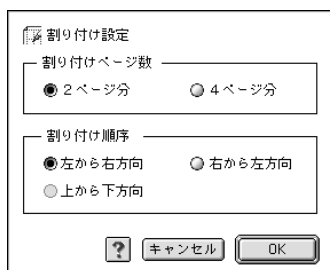 割り付け設定
割り付けページ数
２ページ分 ４ページ分
割り付け順序
左から右方向 右から左方向
上から下方向
? キャンセル OK